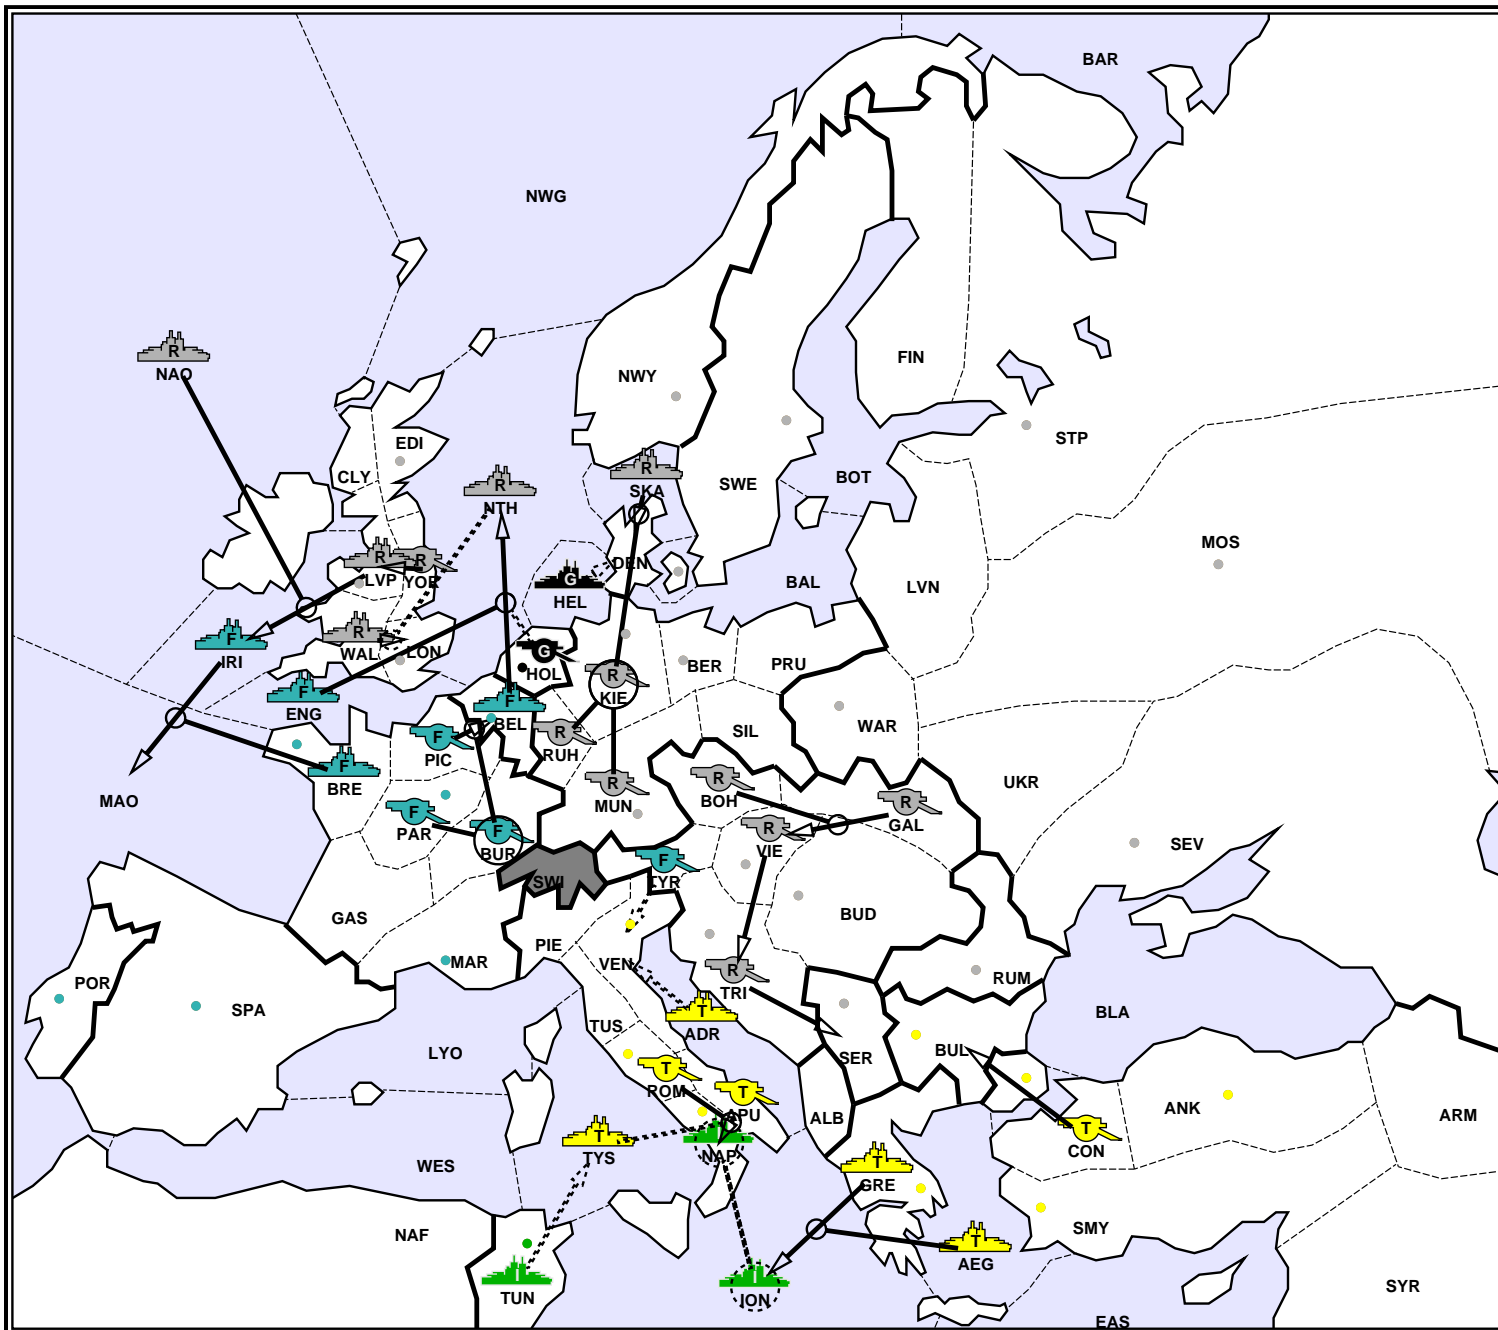 BAR
NWG
R
NAO
FIN
NWY
EDI
STP
R
SKA
CLY
R
NTH
SWE
BOT
MOS
R
LVP
R
YOR
DEN
G
HEL
BAL
LVN
F
IRI
R
WAL
LON
G
HOL
BER
PRU
R
KIE
F
ENG
F
BEL
WAR
F
PIC
R
RUH
SIL
F
BRE
MAO
R
MUN
R
BOH
UKR
R
GAL
F
PAR
F
BUR
R
VIE
SEV
F
TYR
SWI
GAS
BUD
PIE
MAR
VEN
POR
SPA
R
TRI
RUM
BLA
TUS
T
ADR
LYO
SER
BUL
T
ROM
T
APU
ALB
ANK
ARM
T
TYS
I
NAP
T
CON
WES
T
GRE
SMY
NAF
T
AEG
I
TUN
I
ION
SYR
EAS